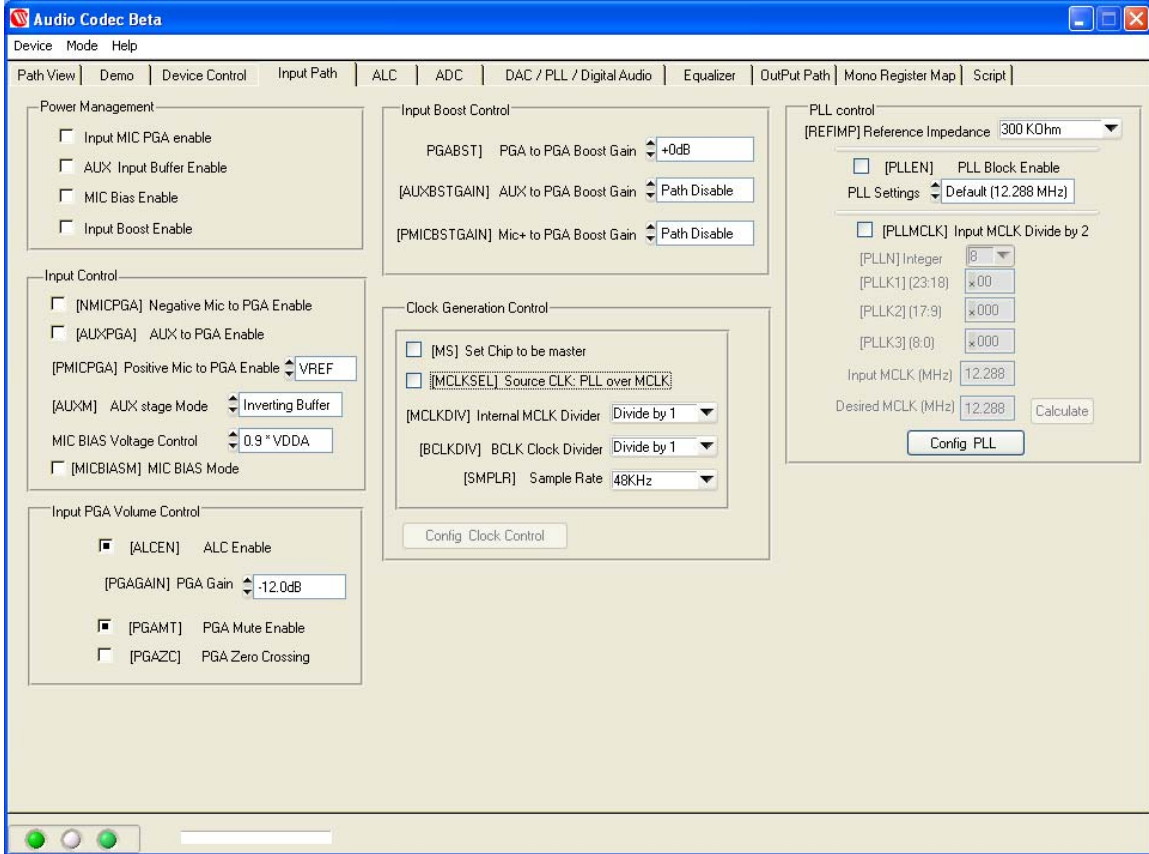 Audio Codec Beta
Device Mode Help
Path View Demo Device Control Input Path ALC ADC DAC / PLL / Digital Audio Equalizer OutPut Path Mono Register Map Script
Power Management
Input MIC PGA enable
AUX Input Buffer Enable
MIC Bias Enable
Input Boost Enable
Input Control
[NMICPGA] Negative Mic to PGA Enable
[AUXPGA] AUX to PGA Enable
[PMICPGA] Positive Mic to PGA Enable VREF
[AUXM] AUX stage Mode Inverting Buffer
MIC BIAS Voltage Control 0.9 * VDDA
[MICBIASM] MIC BIAS Mode
Input PGA Volume Control
[ALCEN] ALC Enable
[PGAGAIN] PGA Gain -12.0dB
[PGAMT] PGA Mute Enable
[PGAZC] PGA Zero Crossing
Input Boost Control
PGABST] PGA to PGA Boost Gain +0dB
[AUXBSTGAIN] AUX to PGA Boost Gain Path Disable
[PMICBSTGAIN] Mic+ to PGA Boost Gain Path Disable
Clock Generation Control
[MS] Set Chip to be master
[MCLKSEL] Source CLK: PLL over MCLK
[MCLKDIV] Internal MCLK Divider Divide by 1
[BCLKDIV] BCLK Clock Divider Divide by 1
[SMPLR] Sample Rate 48KHz
Config Clock Control
PLL control
[REFIMP] Reference Impedance 300 KOhm
[PLLEN] PLL Block Enable
PLL Settings Default (12.288 MHz)
[PLLMCLK] Input MCLK Divide by 2
[PLLN] Integer 8
[PLLK1] (23:18) x00
[PLLK2] (17:9) x000
[PLLK3] (8:0) x000
Input MCLK (MHz) 12.288
Desired MCLK (MHz) 12.288 Calculate
Config PLL